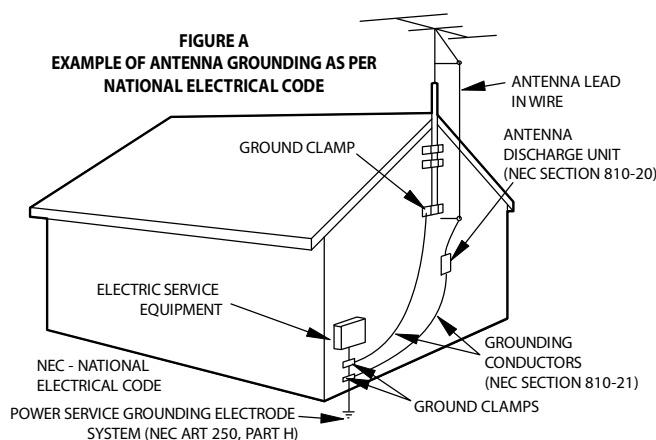 FIGURE A
EXAMPLE OF ANTENNA GROUNDING AS PER
NATIONAL ELECTRICAL CODE
ANTENNA LEAD
IN WIRE
GROUND CLAMP
ANTENNA
DISCHARGE UNIT
(NEC SECTION 810-20)
ELECTRIC SERVICE
EQUIPMENT
NEC - NATIONAL
ELECTRICAL CODE
GROUNDING
CONDUCTORS
(NEC SECTION 810-21)
GROUND CLAMPS
POWER SERVICE GROUNDING ELECTRODE
SYSTEM (NEC ART 250, PART H)